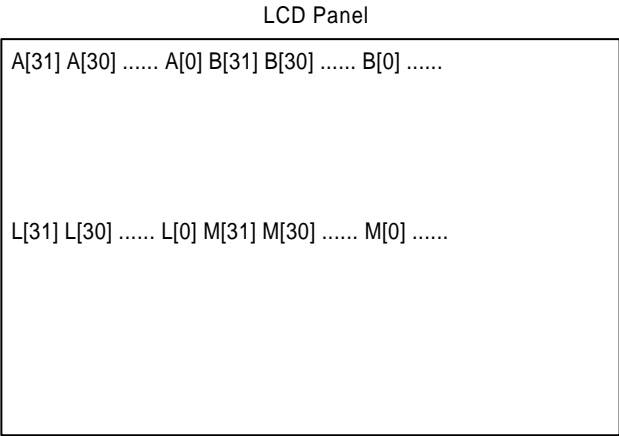 LCD Panel
A[31] A[30] ...... A[0] B[31] B[30] ...... B[0] ......
L[31] L[30] ...... L[0] M[31] M[30] ...... M[0] ......